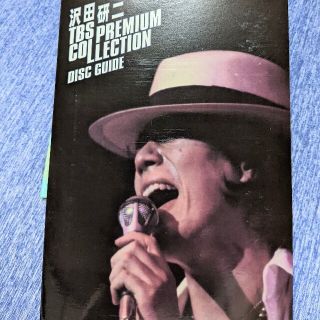 沢田研二
TBS PREMIUM
COLLECTION
DISC GUIDE